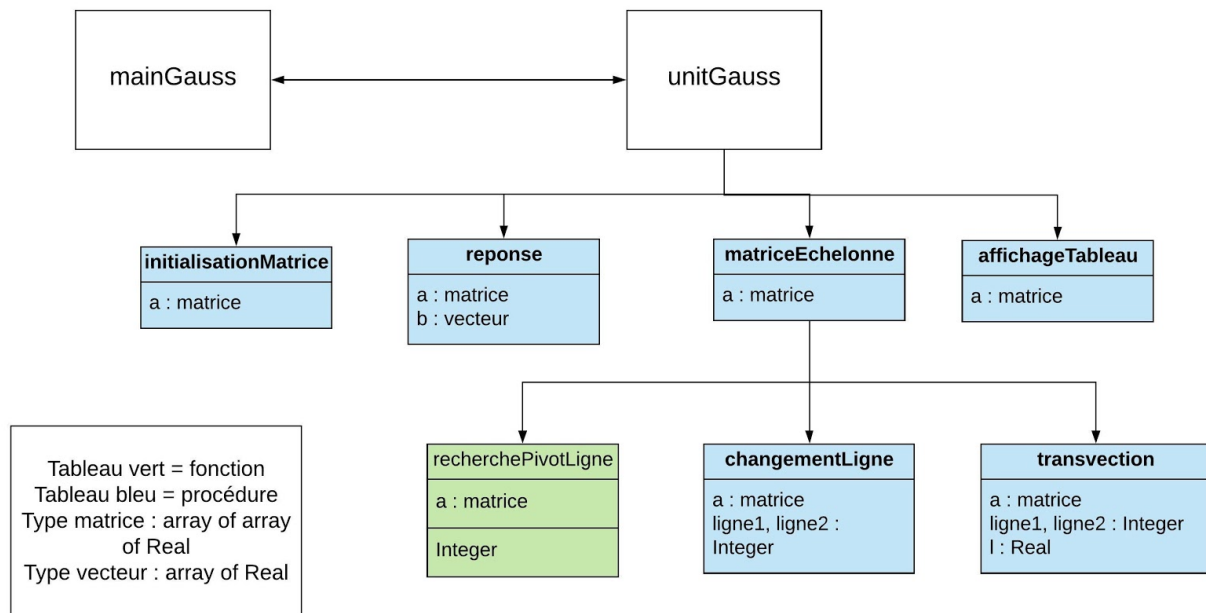 mainGauss
unitGauss
initialisationMatrice
a : matrice
reponse
a : matrice
b : vecteur
matriceEchelonne
a : matrice
affichageTableau
a : matrice
recherchePivotLigne
a : matrice
Integer
changementLigne
a : matrice
ligne1, ligne2 :
Integer
transvection
a : matrice
ligne1, ligne2 : Integer
l : Real
Tableau vert = fonction
Tableau bleu = procédure
Type matrice : array of array
of Real
Type vecteur : array of Real